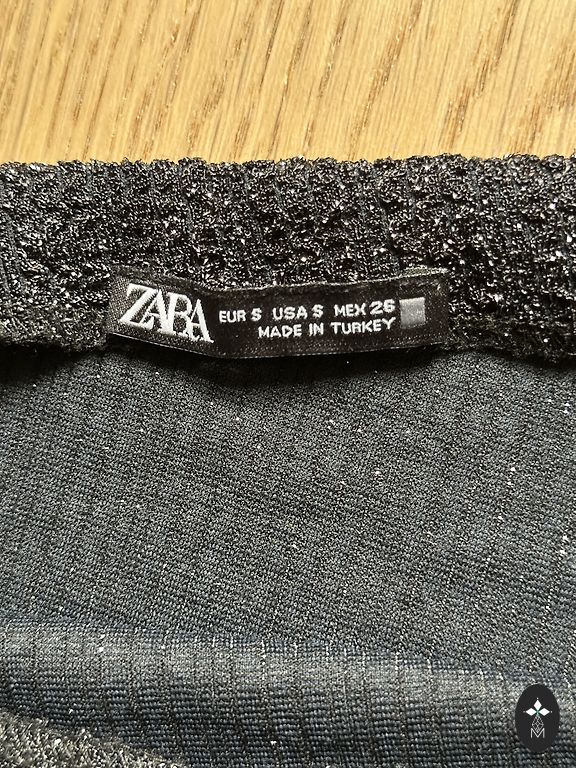 ZARA
EUR S USA S MEX 26
MADE IN TURKEY
M